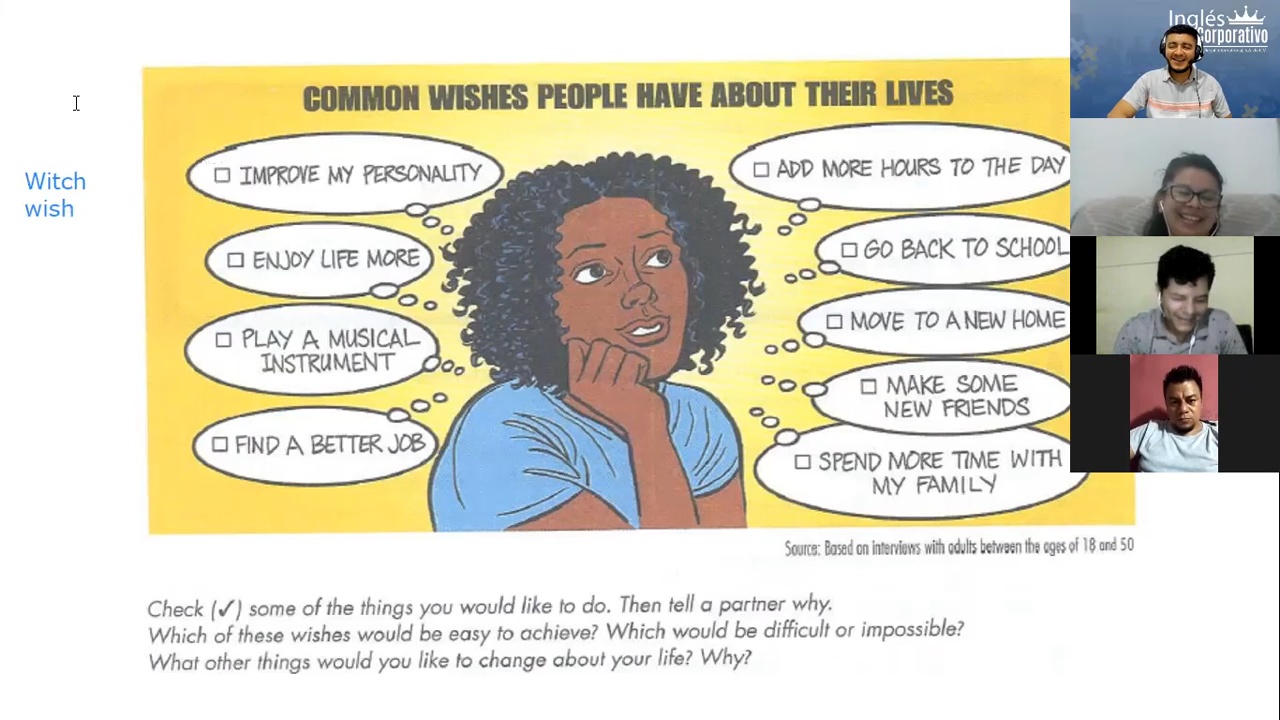 Inglés
Corporativo
Witch
wish
COMMON WISHES PEOPLE HAVE ABOUT THEIR LIVES
IMPROVE MY PERSONALITY
ENJOY LIFE MORE
PLAY A MUSICAL
INSTRUMENT
FIND A BETTER JOB
ADD MORE HOURS TO THE DAY
GO BACK TO SCHOOL
MOVE TO A NEW HOME
MAKE SOME
NEW FRIENDS
SPEND MORE TIME WITH
MY FAMILY
Source: Based on interviews with adults between the ages of 18 and 50
Check (✓) some of the things you would like to do. Then tell a partner why.
Which of these wishes would be easy to achieve? Which would be difficult or impossible?
What other things would you like to change about your life? Why?